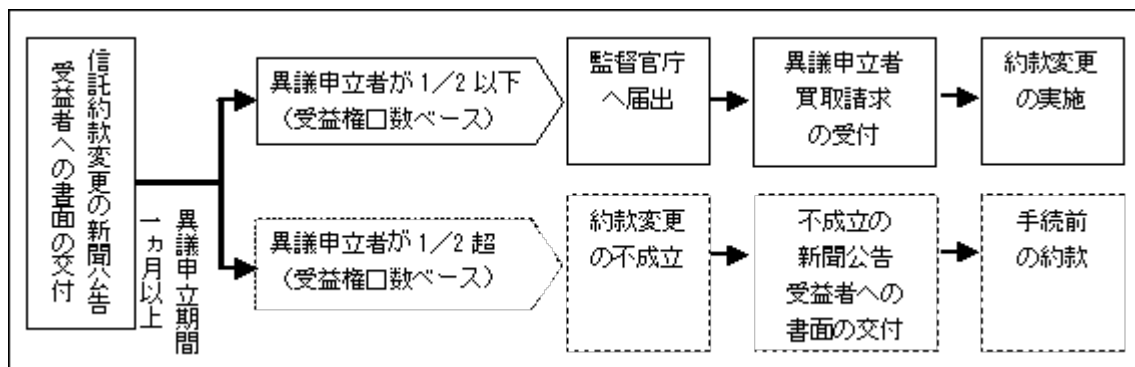 信託約款変更の新聞公告
受益者への書面の交付
異議申立期間
一ヵ月以上
異議申立者が1/2以下
(受益権口数ベース)
監督官庁
へ届出
異議申立者
買取請求
の受付
約款変更
の実施
異議申立者が1/2超
(受益権口数ベース)
約款変更
の不成立
不成立の
新聞公告
受益者への
書面の交付
手続前
の約款